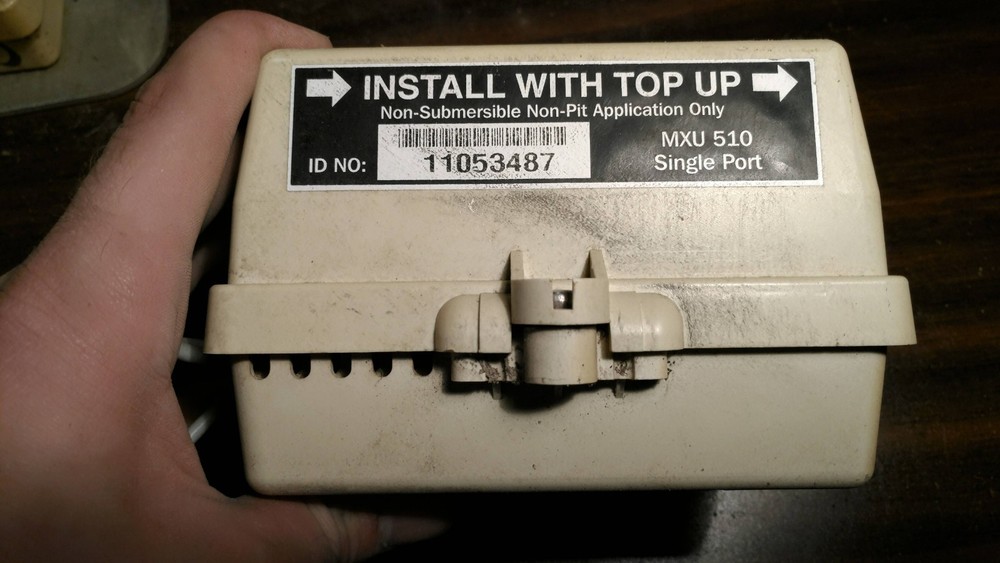 INSTALL WITH TOP UP
Non-Submersible Non-Pit Application Only
MXU 510
Single Port
ID NO: 11053487